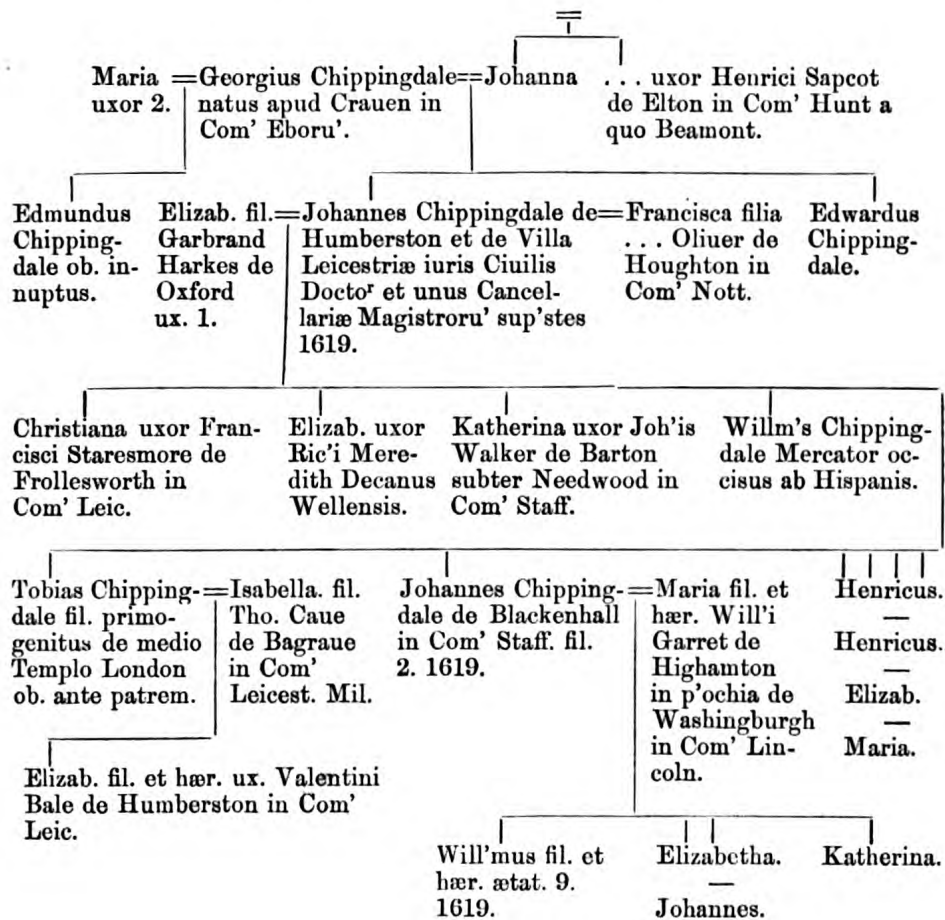 Maria
uxor 2.
=Georgius Chippingdale==Johanna
natus apud Crauen in
Com' Eboru'.
. . . uxor Henrici Sapcot
de Elton in Com' Hunt a
quo Beamont.
Edmundus
Chipping-
dale ob. in-
nuptus.
Elizab. fil.=
Garbrand
Harkes de
Oxford
ux. 1.
Johannes Chippingdale de=
Humberston et de Villa
Leicestriæ iuris Ciuilis
Doctoʳ et unus Cancel-
lariæ Magistroru' sup'stes
1619.
Francisca filia
. . . Oliuer de
Houghton in
Com' Nott.
Edwardus
Chipping-
dale.
Christiana uxor Fran-
cisci Staresmore de
Frollesworth in
Com' Leic.
Elizab. uxor
Ric'i Mere-
dith Decanus
Wellensis.
Katherina uxor Joh'is
Walker de Barton
subter Needwood in
Com' Staff.
Willm's Chipping-
dale Mercator oc-
cisus ab Hispanis.
Tobias Chipping-=
dale fil. primo-
genitus de medio
Templo London
ob. ante patrem.
Isabella. fil.
Tho. Caue
de Bagraue
in Com'
Leicest. Mil.
Johannes Chipping-=
dale de Blackenhall
in Com' Staff. fil.
2. 1619.
Maria fil. et
hær. Will'i
Garret de
Highamton
in p'ochia de
Washingburgh
in Com' Lin-
coln.
Henricus.
—
Henricus.
—
Elizab.
—
Maria.
Elizab. fil. et hær. ux. Valentini
Bale de Humberston in Com'
Leic.
Will'mus fil. et
hær. ætat. 9.
1619.
Elizabetha.
—
Johannes.
Katherina.